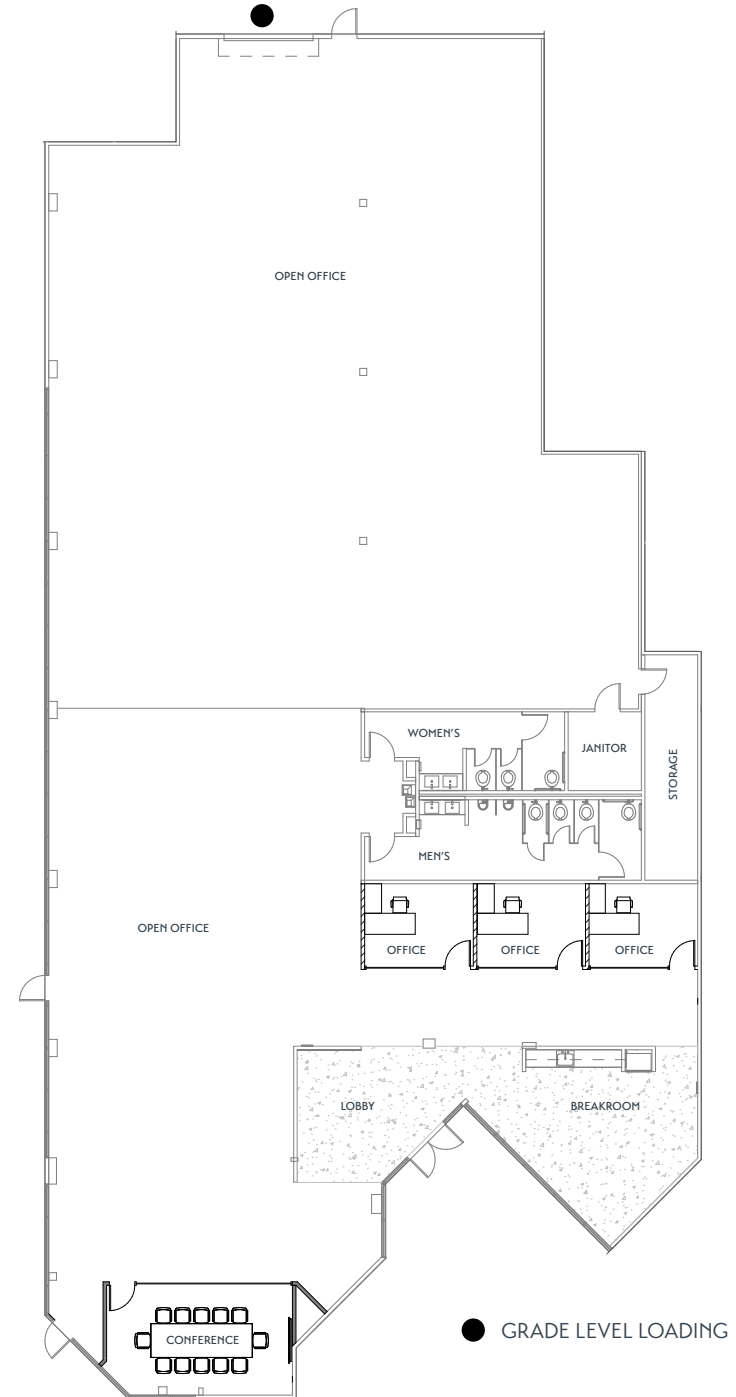 OPEN OFFICE
WOMEN'S
JANITOR
STORAGE
MEN'S
OPEN OFFICE
OFFICE
OFFICE
OFFICE
LOBBY
BREAKROOM
CONFERENCE
GRADE LEVEL LOADING